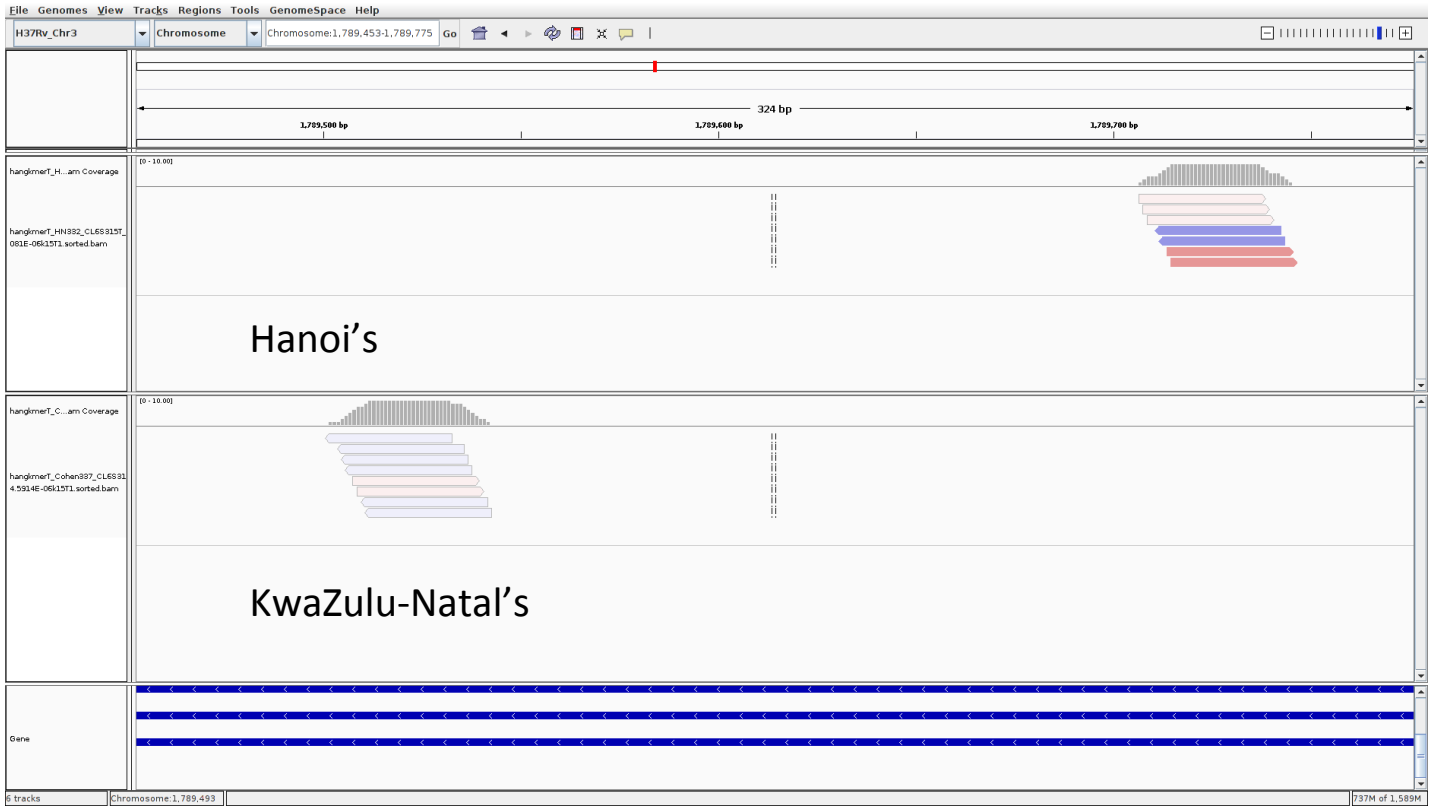 File Genomes View Tracks Regions Tools GenomeSpace Help
H37Rv_Chr3 Chromosome Chromosome:1,789,453-1,789,775 Go
324 bp
1,789,500 bp 1,789,600 bp 1,789,700 bp
[0 - 10.00]
hangkmerT_H...am Coverage
hangkmerT_HN332_CL6S315T_
081E-06k15T1.sorted.bam
Hanoi's
[0 - 10.00]
hangkmerT_C...am Coverage
hangkmerT_Cohen337_CL6S31
4.5914E-06k15T1.sorted.bam
KwaZulu-Natal's
Gene
6 tracks Chromosome:1,789,493 737M of 1,589M